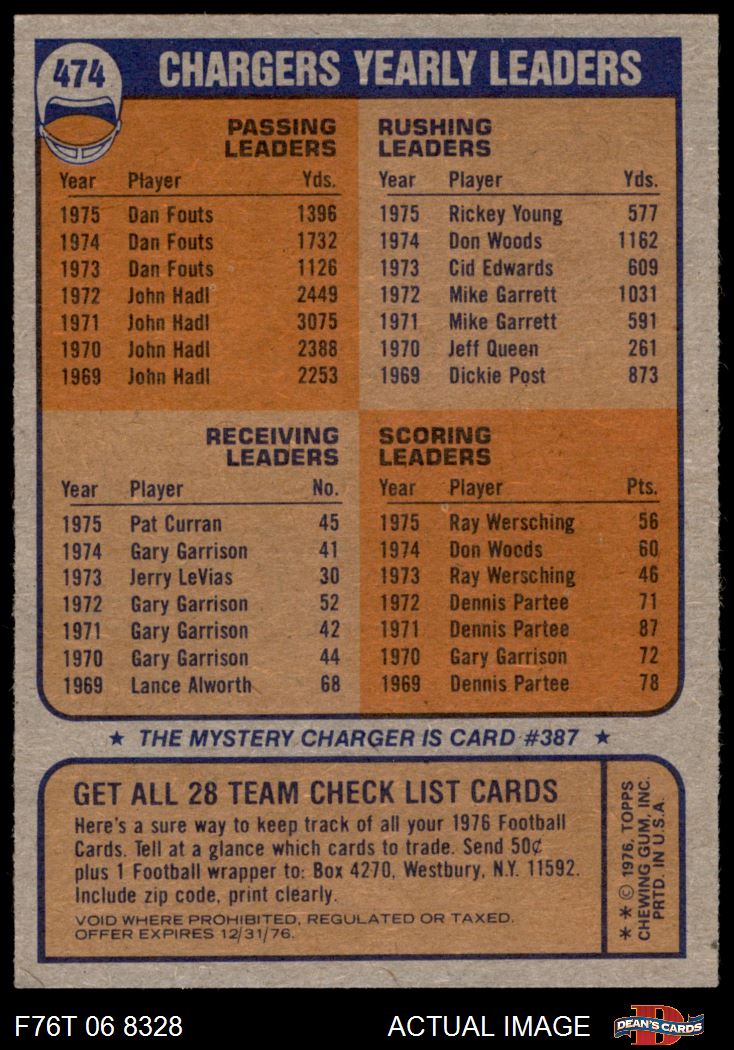 474
CHARGERS YEARLY LEADERS
PASSING
LEADERS
Year Player Yds.
1975 Dan Fouts 1396
1974 Dan Fouts 1732
1973 Dan Fouts 1126
1972 John Hadl 2449
1971 John Hadl 3075
1970 John Hadl 2388
1969 John Hadl 2253
RUSHING
LEADERS
Year Player Yds.
1975 Rickey Young 577
1974 Don Woods 1162
1973 Cid Edwards 609
1972 Mike Garrett 1031
1971 Mike Garrett 591
1970 Jeff Queen 261
1969 Dickie Post 873
RECEIVING
LEADERS
Year Player No.
1975 Pat Curran 45
1974 Gary Garrison 41
1973 Jerry LeVias 30
1972 Gary Garrison 52
1971 Gary Garrison 42
1970 Gary Garrison 44
1969 Lance Alworth 68
SCORING
LEADERS
Year Player Pts.
1975 Ray Wersching 56
1974 Don Woods 60
1973 Ray Wersching 46
1972 Dennis Partee 71
1971 Dennis Partee 87
1970 Gary Garrison 72
1969 Dennis Partee 78
★ THE MYSTERY CHARGER IS CARD #387 ★
GET ALL 28 TEAM CHECK LIST CARDS
Here's a sure way to keep track of all your 1976 Football
Cards. Tell at a glance which cards to trade. Send 50¢
plus 1 Football wrapper to: Box 4270, Westbury, N.Y. 11592.
Include zip code, print clearly.
VOID WHERE PROHIBITED, REGULATED OR TAXED.
OFFER EXPIRES 12/31/76.
** © 1976, TOPPS
CHEWING GUM, INC.
PRTD. IN U.S.A.
F76T 06 8328
ACTUAL IMAGE
D
DEAN'S CARDS